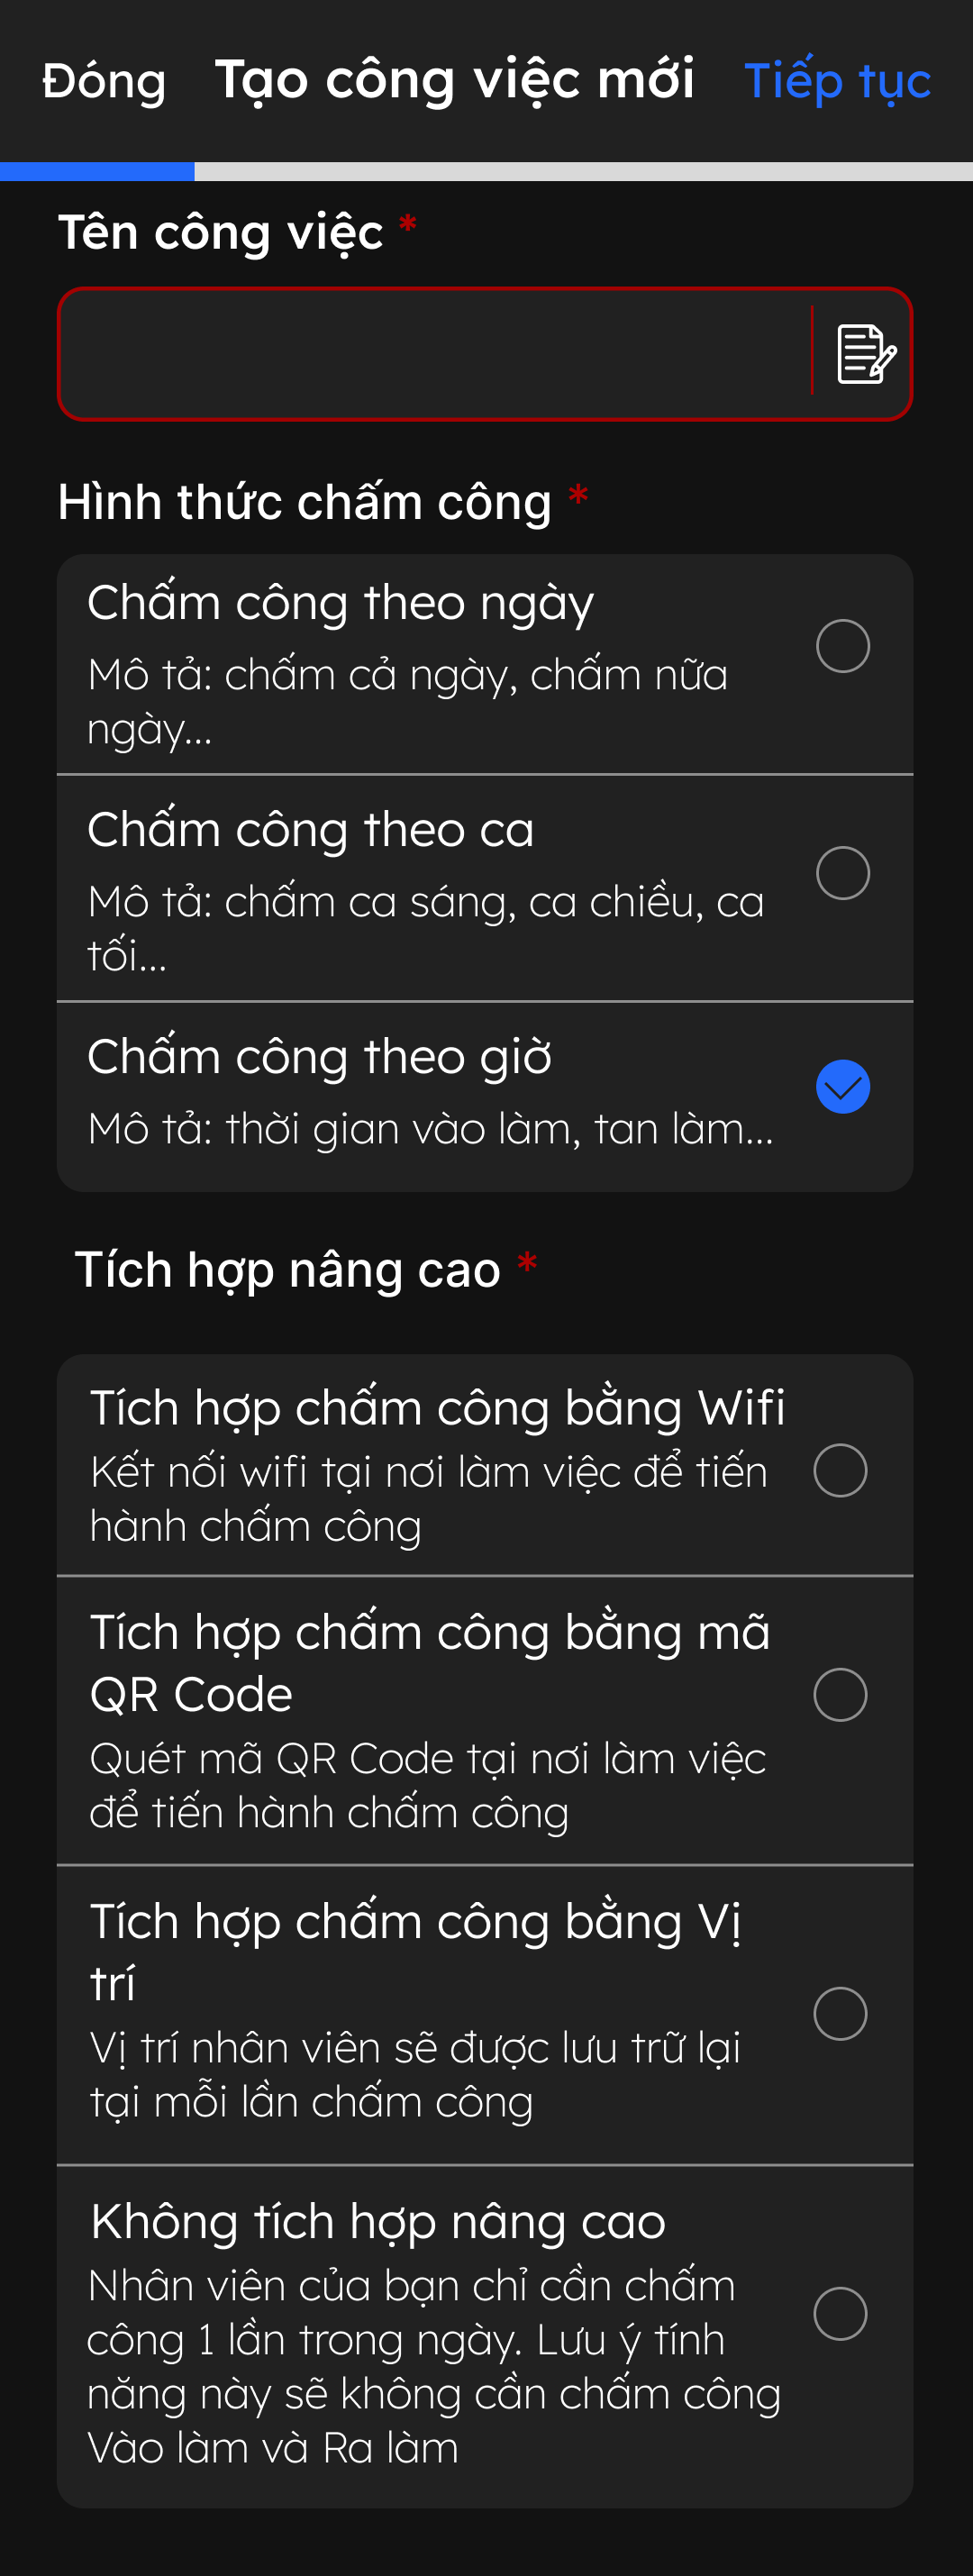 Đóng Tạo công việc mới Tiếp tục
Tên công việc *
Hình thức chấm công *
Chấm công theo ngày
Mô tả: chấm cả ngày, chấm nữa
ngày...
Chấm công theo ca
Mô tả: chấm ca sáng, ca chiều, ca
tối...
Chấm công theo giờ
Mô tả: thời gian vào làm, tan làm...
Tích hợp nâng cao *
Tích hợp chấm công bằng Wifi
Kết nối wifi tại nơi làm việc để tiến
hành chấm công
Tích hợp chấm công bằng mã
QR Code
Quét mã QR Code tại nơi làm việc
để tiến hành chấm công
Tích hợp chấm công bằng Vị
trí
Vị trí nhân viên sẽ được lưu trữ lại
tại mỗi lần chấm công
Không tích hợp nâng cao
Nhân viên của bạn chỉ cần chấm
công 1 lần trong ngày. Lưu ý tính
năng này sẽ không cần chấm công
Vào làm và Ra làm